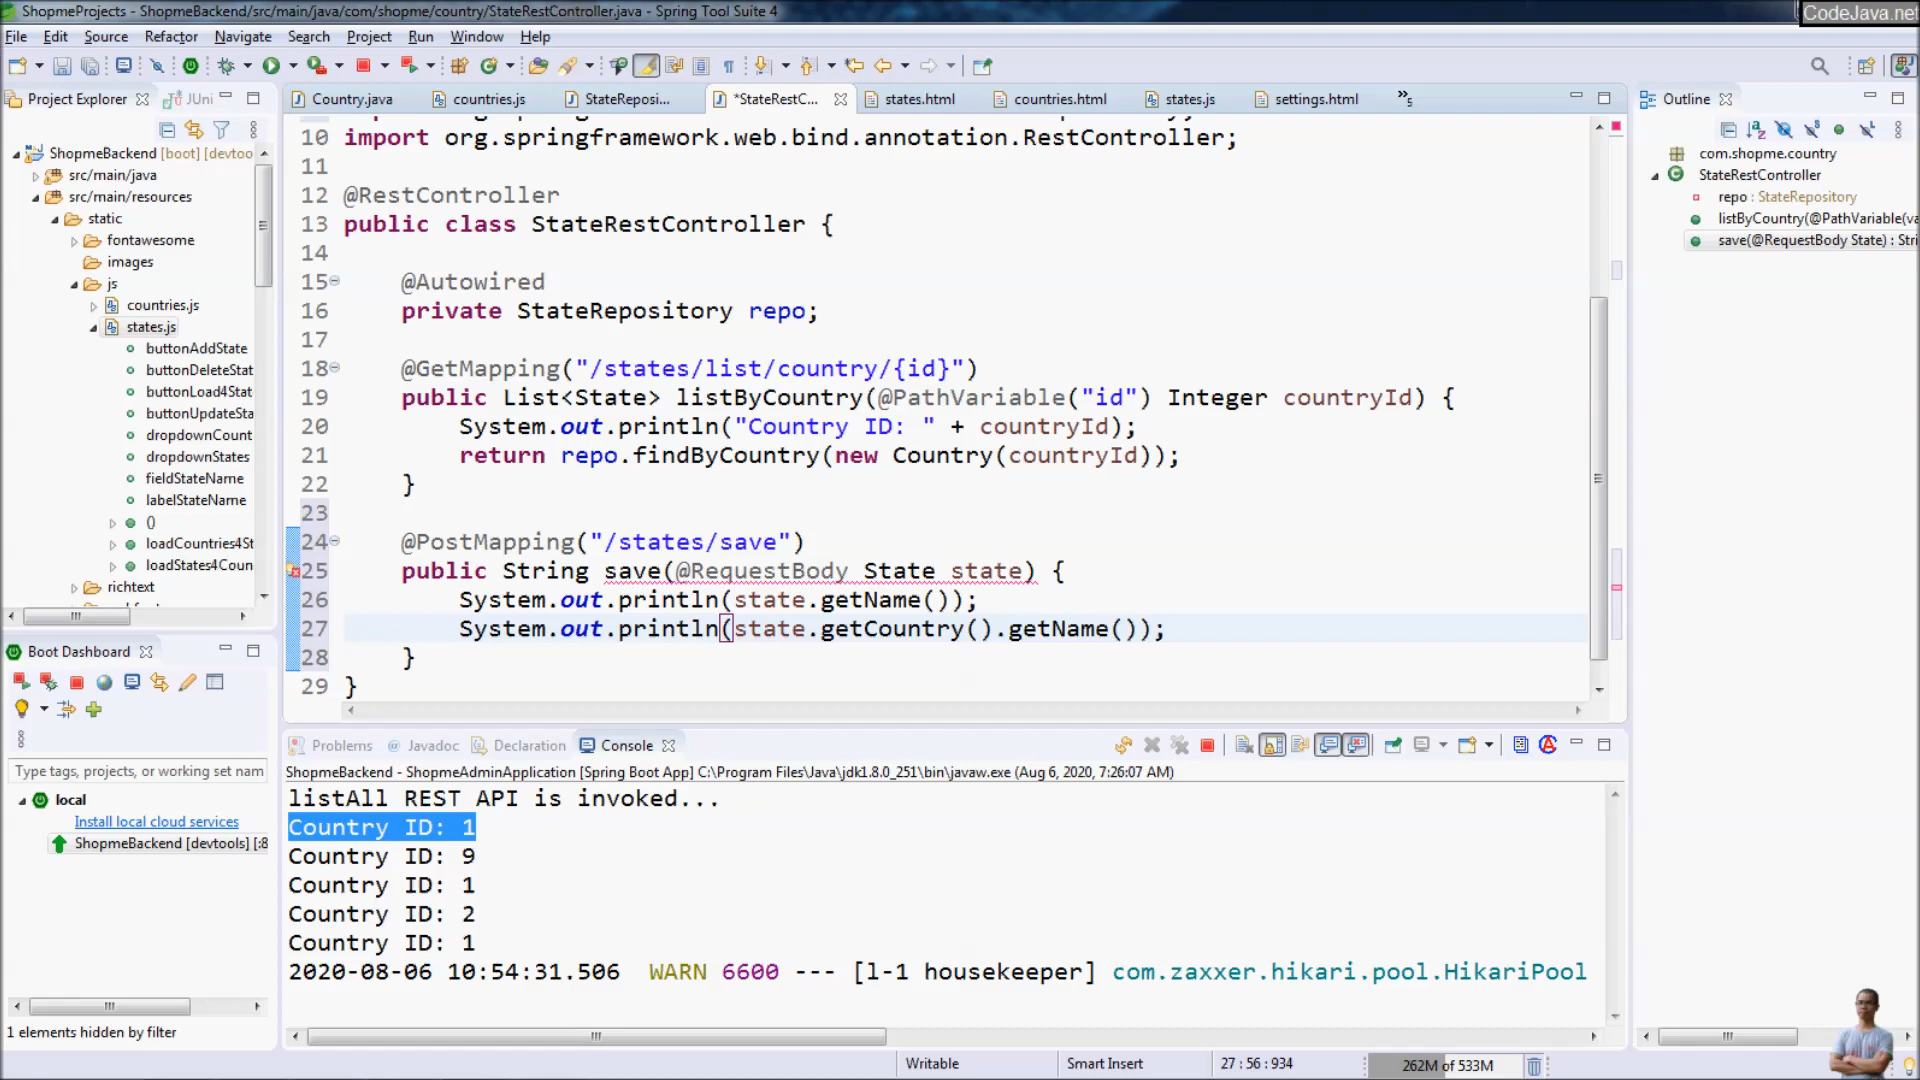 ShopmeProjects - ShopmeBackend/src/main/java/com/shopme/country/StateRestController.java - Spring Tool Suite 4
CodeJava.net
File Edit Source Refactor Navigate Search Project Run Window Help
Project Explorer
JUni
ShopmeBackend [boot] [devtoo
src/main/java
src/main/resources
static
fontawesome
images
js
countries.js
states.js
buttonAddState
buttonDeleteStat
buttonLoad4Stat
buttonUpdateSta
dropdownCount
dropdownStates
fieldStateName
labelStateName
()
loadCountries4St
loadStates4Coun
richtext
Boot Dashboard
Type tags, projects, or working set nam
local
Install local cloud services
ShopmeBackend [devtools] [:8
1 elements hidden by filter
Country.java countries.js StateReposi... *StateRestC... states.html countries.html states.js settings.html »5
10 import org.springframework.web.bind.annotation.RestController;
11
12 @RestController
13 public class StateRestController {
14
15 @Autowired
16 private StateRepository repo;
17
18 @GetMapping("/states/list/country/{id}")
19 public List<State> listByCountry(@PathVariable("id") Integer countryId) {
20 System.out.println("Country ID: " + countryId);
21 return repo.findByCountry(new Country(countryId));
22 }
23
24 @PostMapping("/states/save")
25 public String save(@RequestBody State state) {
26 System.out.println(state.getName());
27 System.out.println(state.getCountry().getName());
28 }
29 }
Problems Javadoc Declaration Console
ShopmeBackend - ShopmeAdminApplication [Spring Boot App] C:\Program Files\Java\jdk1.8.0_251\bin\javaw.exe (Aug 6, 2020, 7:26:07 AM)
listAll REST API is invoked...
Country ID: 1
Country ID: 9
Country ID: 1
Country ID: 2
Country ID: 1
2020-08-06 10:54:31.506 WARN 6600 --- [l-1 housekeeper] com.zaxxer.hikari.pool.HikariPool
Outline
com.shopme.country
StateRestController
repo : StateRepository
listByCountry(@PathVariable(va
save(@RequestBody State) : Stri
Writable Smart Insert 27 : 56 : 934 262M of 533M